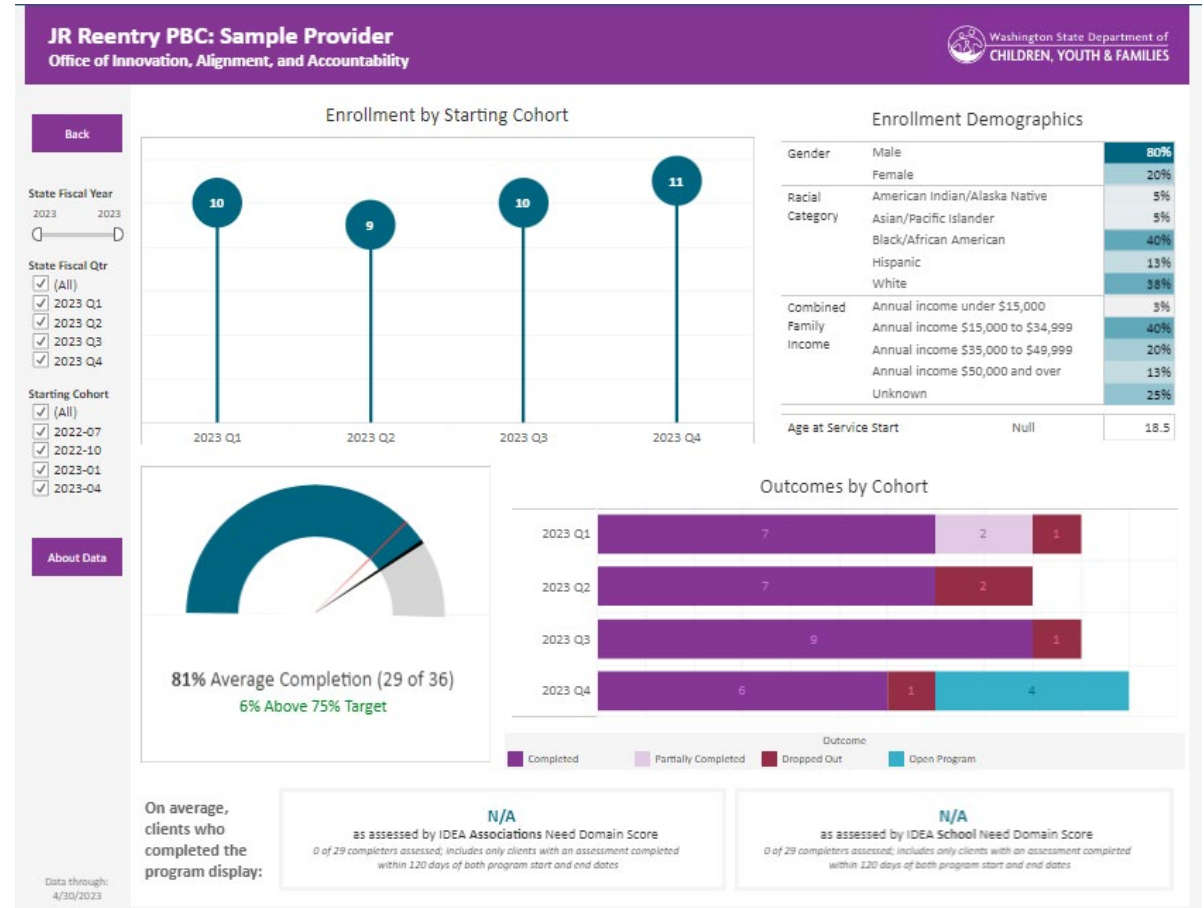 JR Reentry PBC: Sample Provider
Office of Innovation, Alignment, and Accountability
Washington State Department of
CHILDREN, YOUTH & FAMILIES
Back
State Fiscal Year
2023 2023
State Fiscal Qtr
(All)
2023 Q1
2023 Q2
2023 Q3
2023 Q4
Starting Cohort
(All)
2022-07
2022-10
2023-01
2023-04
About Data
Data through:
4/30/2023
Enrollment by Starting Cohort
10
9
10
11
2023 Q1 2023 Q2 2023 Q3 2023 Q4
Enrollment Demographics
Gender Male 80%
Female 20%
Racial American Indian/Alaska Native 5%
Category Asian/Pacific Islander 5%
Black/African American 40%
Hispanic 13%
White 38%
Combined Annual income under $15,000 3%
Family Annual income $15,000 to $34,999 40%
Income Annual income $35,000 to $49,999 20%
Annual income $50,000 and over 13%
Unknown 25%
Age at Service Start Null 18.5
81% Average Completion (29 of 36)
6% Above 75% Target
Outcomes by Cohort
2023 Q1 7 2 1
2023 Q2 7 2
2023 Q3 9 1
2023 Q4 6 1 4
Outcome
Completed Partially Completed Dropped Out Open Program
On average,
clients who
completed the
program display:
N/A
as assessed by IDEA Associations Need Domain Score
0 of 29 completers assessed; includes only clients with an assessment completed
within 120 days of both program start and end dates
N/A
as assessed by IDEA School Need Domain Score
0 of 29 completers assessed; includes only clients with an assessment completed
within 120 days of both program start and end dates